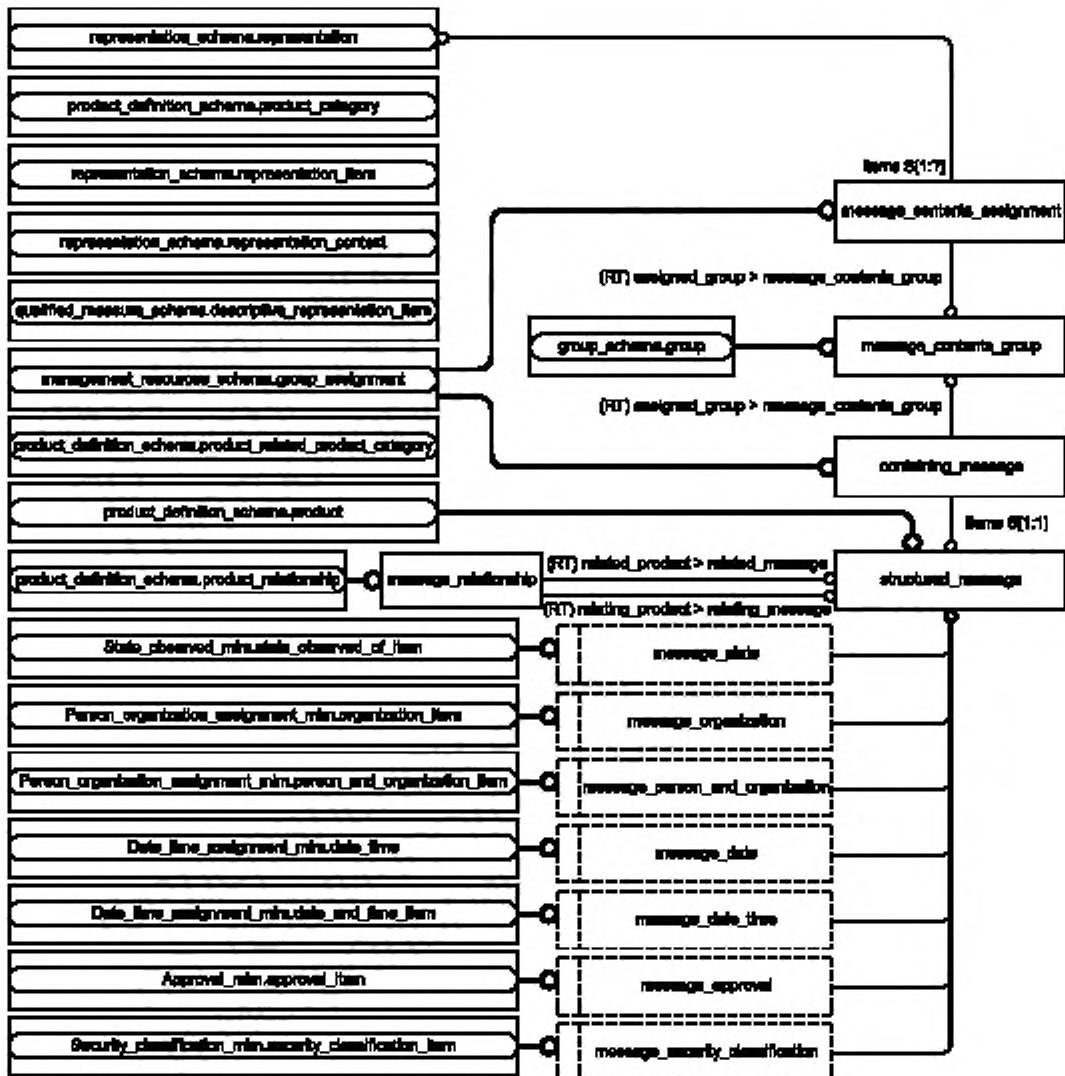 representation_schema.representation
product_definition_schema.product_category
representation_schema.representation_item
items S[1:?]
message_contents_assignment
representation_schema.representation_context
(RT) assigned_group > message_contents_group
qualified_measure_schema.descriptive_representation_item
group_schema.group
message_contents_group
management_resources_schema.group_assignment
(RT) assigned_group > message_contents_group
product_definition_schema.product_related_product_category
containing_message
product_definition_schema.product
items S[1:1]
(RT) related_product > related_message
product_definition_schema.product_relationship
message_relationship
structured_message
(RT) relating_product > relating_message
State_observed_mim.state_observed_of_item
message_state
Person_organization_assignment_mim.organization_item
message_organization
Person_organization_assignment_mim.person_and_organization_item
message_person_and_organization
Date_time_assignment_mim.date_time
message_date
Date_time_assignment_mim.date_and_time_item
message_date_time
Approval_mim.approval_item
message_approval
Security_classification_mim.security_classification_item
message_security_classification